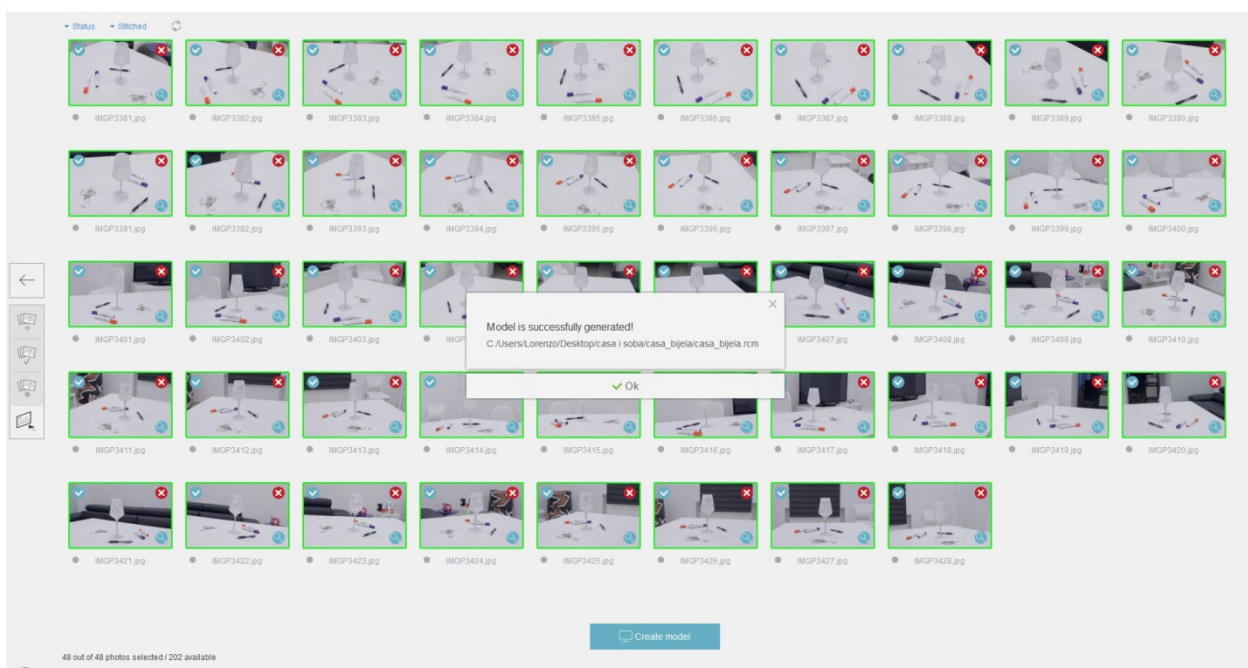 Status Stitched
IMGP3381.jpg IMGP3382.jpg IMGP3383.jpg IMGP3384.jpg IMGP3385.jpg IMGP3386.jpg IMGP3387.jpg IMGP3388.jpg IMGP3389.jpg IMGP3390.jpg
IMGP3391.jpg IMGP3392.jpg IMGP3393.jpg IMGP3394.jpg IMGP3395.jpg IMGP3396.jpg IMGP3397.jpg IMGP3398.jpg IMGP3399.jpg IMGP3400.jpg
IMGP3401.jpg IMGP3402.jpg IMGP3403.jpg IMGP IMGP3407.jpg IMGP3408.jpg IMGP3409.jpg IMGP3410.jpg
Model is successfully generated!
C:/Users/Lorenzo/Desktop/casa i soba/casa_bijela/casa_bijela.rcm
Ok
IMGP3411.jpg IMGP3412.jpg IMGP3413.jpg IMGP3414.jpg IMGP3415.jpg IMGP3416.jpg IMGP3417.jpg IMGP3418.jpg IMGP3419.jpg IMGP3420.jpg
IMGP3421.jpg IMGP3422.jpg IMGP3423.jpg IMGP3424.jpg IMGP3425.jpg IMGP3426.jpg IMGP3427.jpg IMGP3428.jpg
Create model
48 out of 48 photos selected / 202 available